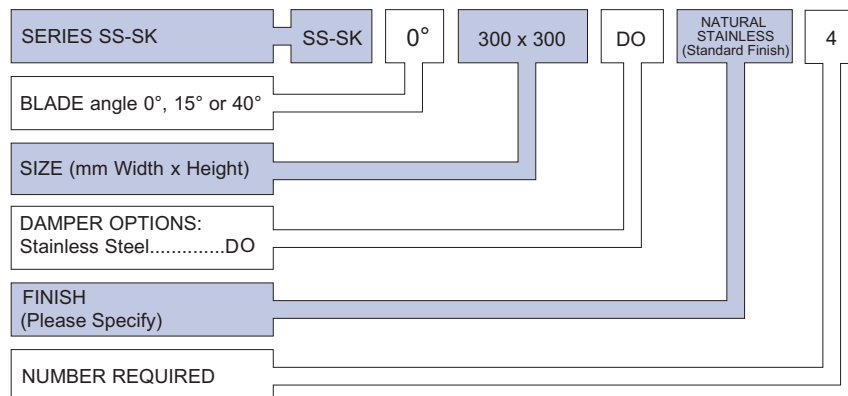 SERIES SS-SK
SS-SK
0°
300 x 300
DO
NATURAL
STAINLESS
(Standard Finish)
4
BLADE angle 0°, 15° or 40°
SIZE (mm Width x Height)
DAMPER OPTIONS:
Stainless Steel..............DO
FINISH
(Please Specify)
NUMBER REQUIRED